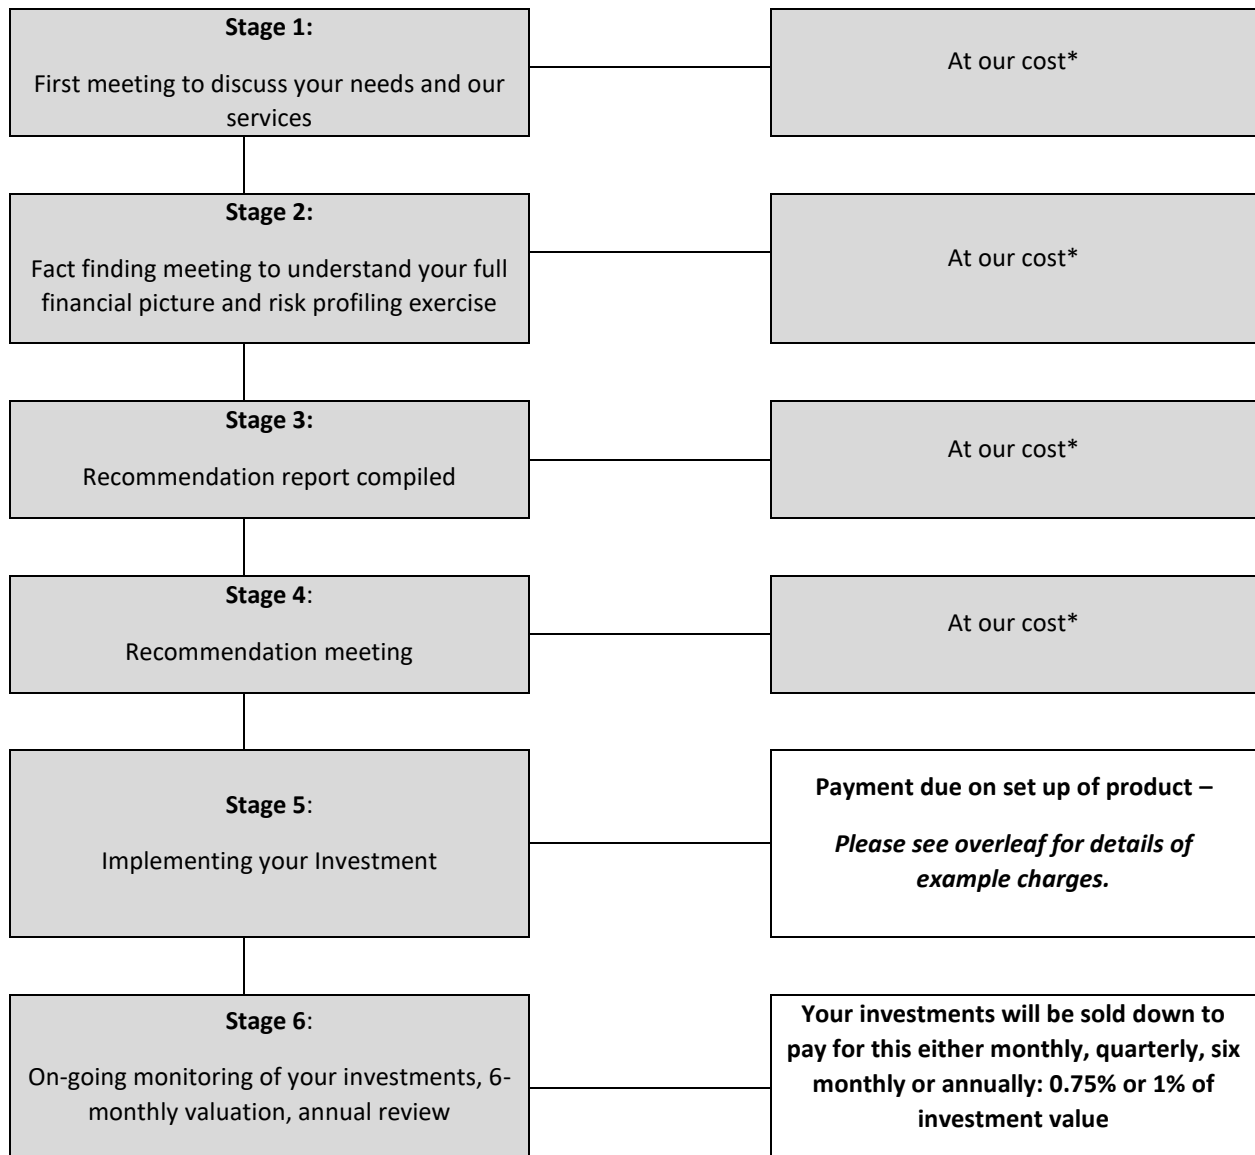 Stage 1:
First meeting to discuss your needs and our
services
At our cost*
Stage 2:
Fact finding meeting to understand your full
financial picture and risk profiling exercise
At our cost*
Stage 3:
Recommendation report compiled
At our cost*
Stage 4:
Recommendation meeting
At our cost*
Stage 5:
Implementing your Investment
Payment due on set up of product –
Please see overleaf for details of
example charges.
Stage 6:
On-going monitoring of your investments, 6-
monthly valuation, annual review
Your investments will be sold down to
pay for this either monthly, quarterly, six
monthly or annually: 0.75% or 1% of
investment value